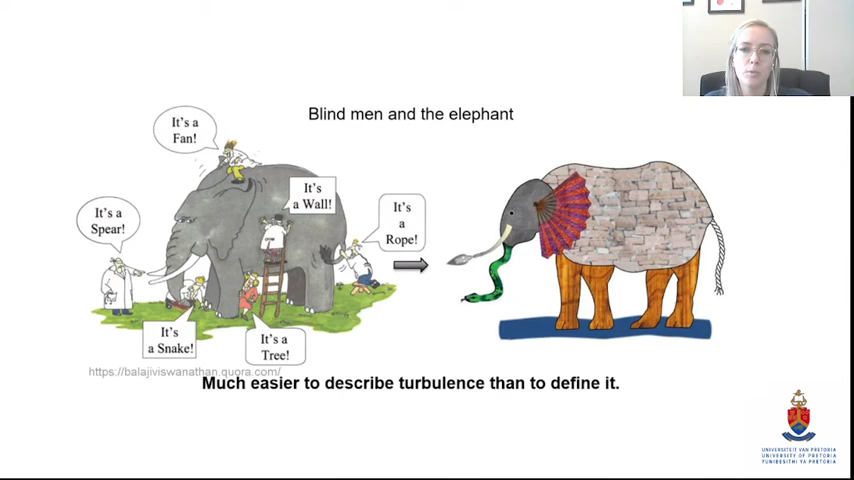 Blind men and the elephant
It's a
Fan!
It's
a Wall!
It's a
Spear!
It's
a
Rope!
It's
a Snake!
It's a
Tree!
https://balajiviswanathan.quora.com/
Much easier to describe turbulence than to define it.
UNIVERSITEIT VAN PRETORIA
UNIVERSITY OF PRETORIA
YUNIBESITHI YA PRETORIA